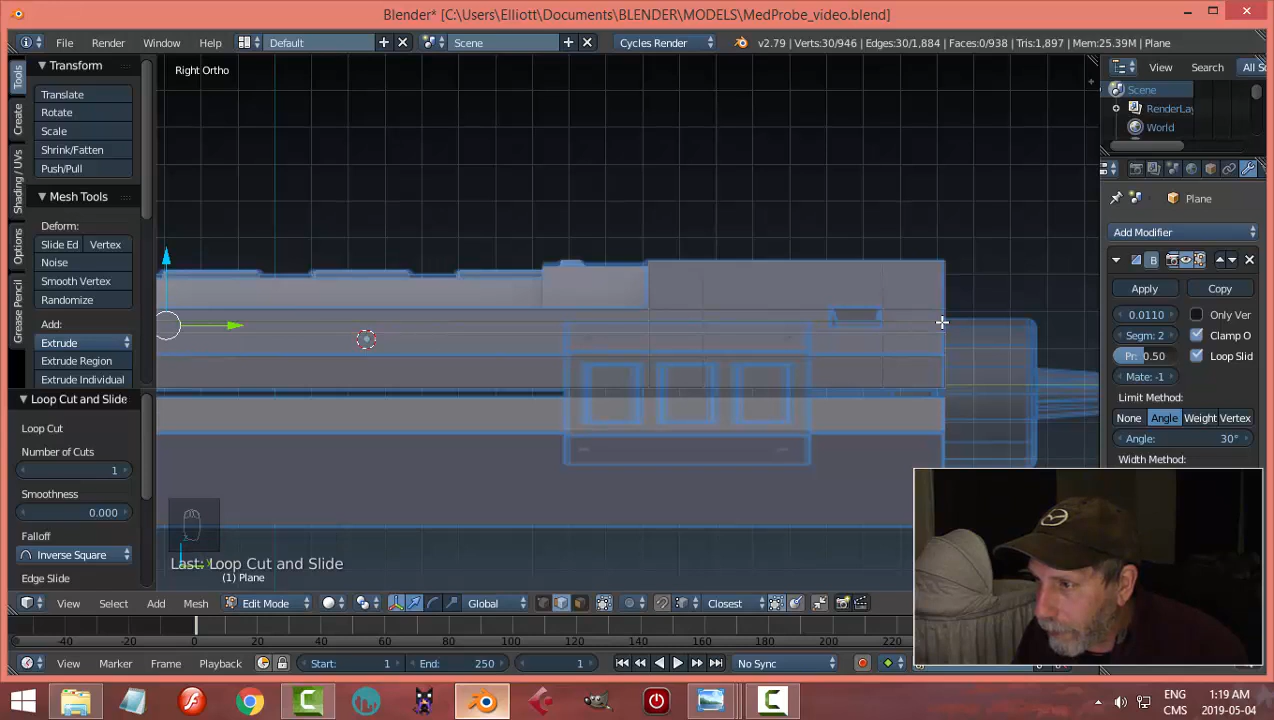 Blender* [C:\Users\Elliott\Documents\BLENDER\MODELS\MedProbe_video.blend]
File Render Window Help Default Scene Cycles Render v2.79 | Verts:30/946 | Edges:30/1,884 | Faces:0/938 | Tris:1,897 | Mem:25.39M | Plane
View Search All Sc
Tools
Create
Shading / UVs
Options
Grease Pencil
Transform
Translate
Rotate
Scale
Shrink/Fatten
Push/Pull
Mesh Tools
Deform:
Slide Ed Vertex
Noise
Smooth Vertex
Randomize
Add:
Extrude
Extrude Region
Extrude Individual
Loop Cut and Slide
Loop Cut
Number of Cuts
1
Smoothness
0.000
Falloff
Inverse Square
Edge Slide
Right Ortho
Last: Loop Cut and Slide
(1) Plane
Scene
RenderLay
World
Plane
Add Modifier
B
Apply Copy
0.0110 Only Ver
Segm: 2 Clamp O
Pr: 0.50 Loop Slid
Mate: -1
Limit Method:
None Angle Weight Vertex
Angle: 30°
Width Method:
View Select Add Mesh Edit Mode Global Closest
-40 -20 0 20 40 60 80 100 120 140 160 180 200 220
View Marker Frame Playback Start: 1 End: 250 1 No Sync
ENG
CMS
1:19 AM
2019-05-04